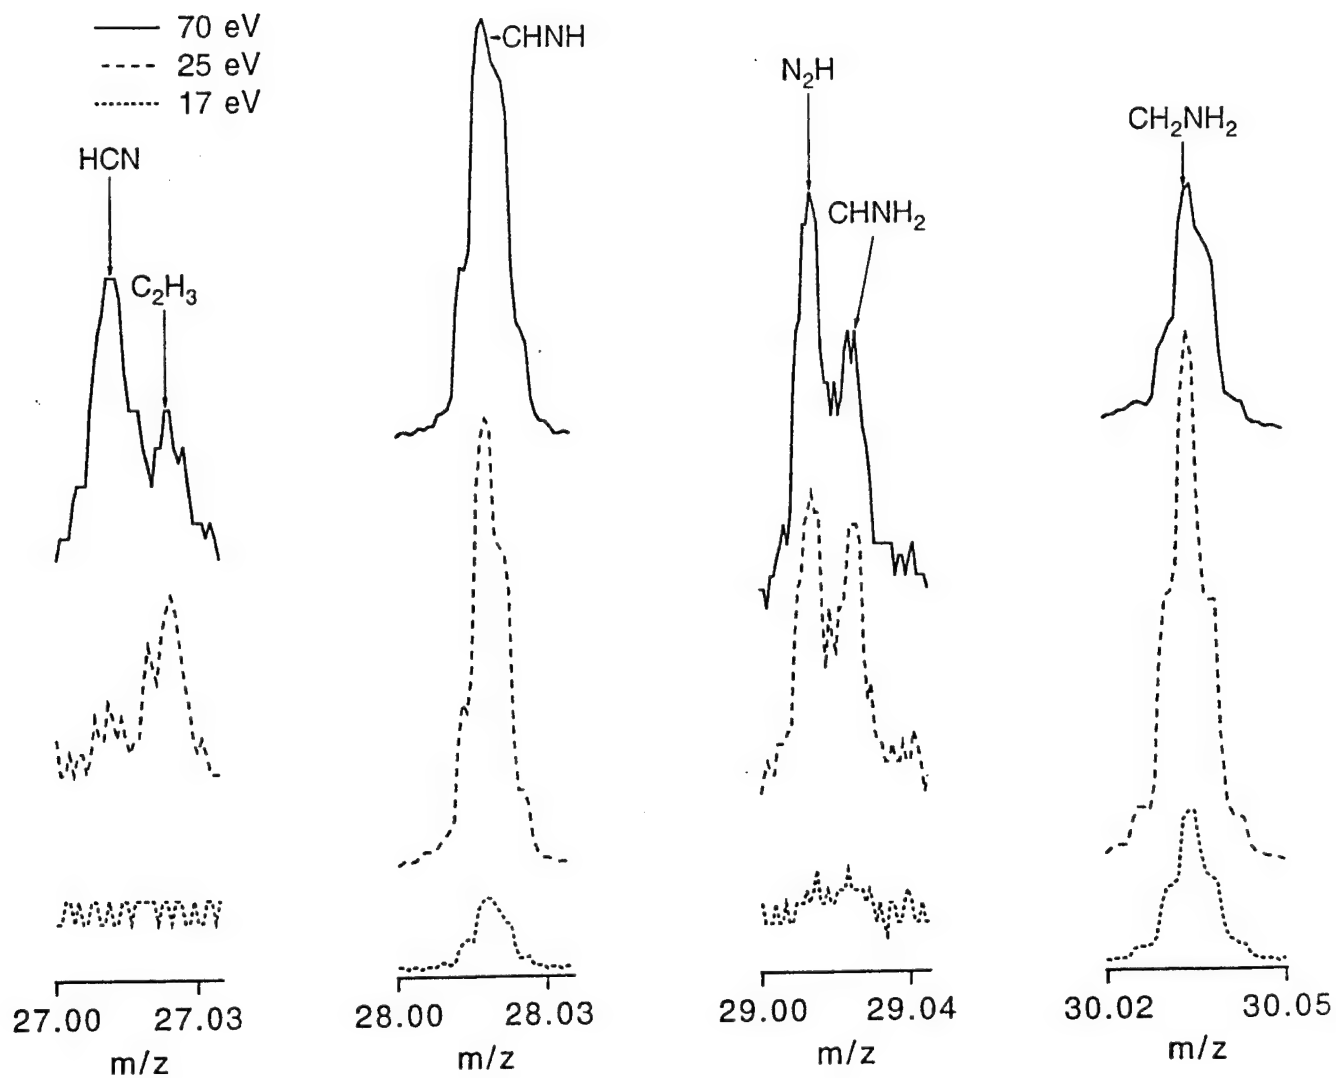 70 eV
25 eV
17 eV
HCN
C₂H₃
CHNH
N₂H
CHNH₂
CH₂NH₂
27.00 27.03
m/z
28.00 28.03
m/z
29.00 29.04
m/z
30.02 30.05
m/z